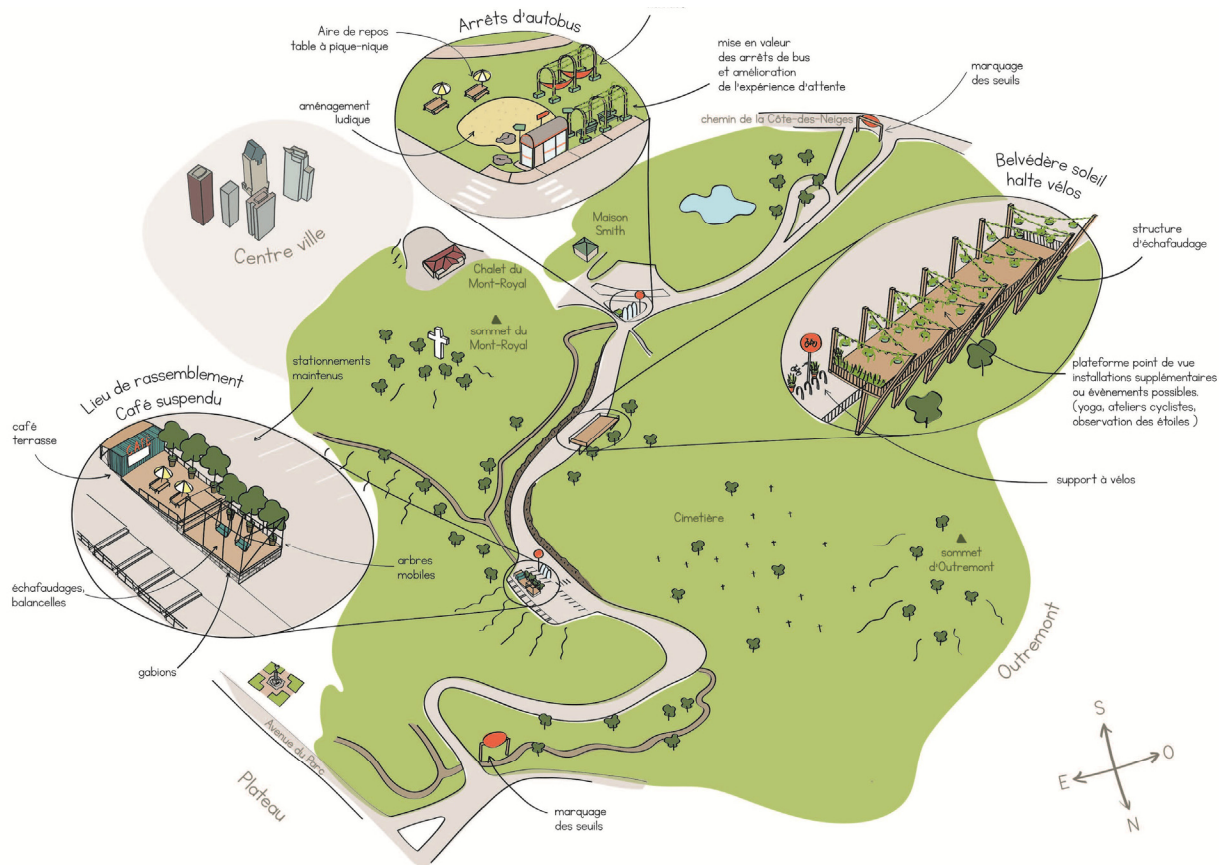 Arrêts d'autobus
Aire de repos
table à pique-nique
aménagement
ludique
mise en valeur
des arrêts de bus
et amélioration
de l'expérience d'attente
marquage
des seuils
chemin de la Côte-des-Neiges
Belvédère soleil
halte vélos
structure
d'échafaudage
plateforme point de vue
installations supplémentaires
ou évènements possibles.
(yoga, ateliers cyclistes,
observation des étoiles )
support à vélos
Centre ville
Maison
Smith
Chalet du
Mont-Royal
sommet du
Mont-Royal
stationnements
maintenus
Lieu de rassemblement
Café suspendu
café
terrasse
échafaudages,
balancelles
arbres
mobiles
gabions
Cimetière
sommet
d'Outremont
Outremont
Avenue du Parc
Plateau
marquage
des seuils
S
E
O
N